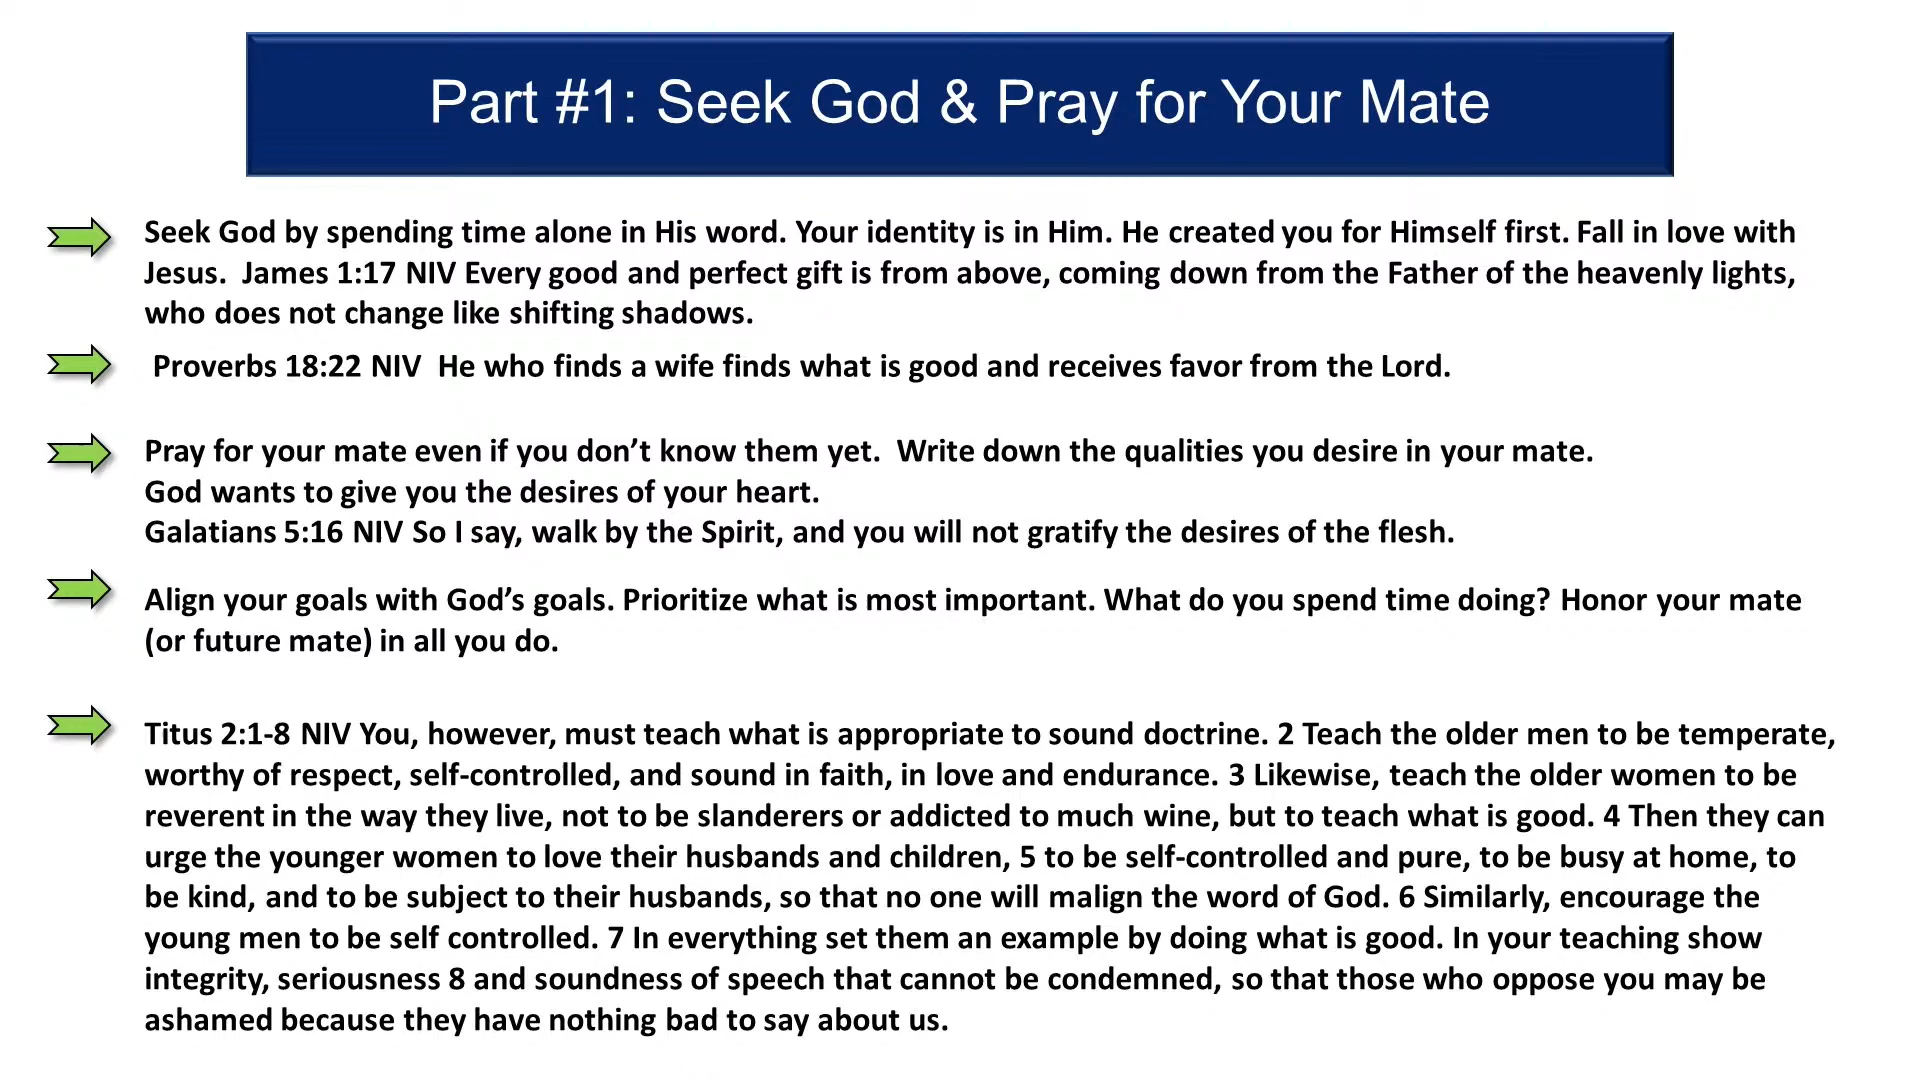 Part #1: Seek God & Pray for Your Mate
Seek God by spending time alone in His word. Your identity is in Him. He created you for Himself first. Fall in love with
Jesus.  James 1:17 NIV Every good and perfect gift is from above, coming down from the Father of the heavenly lights,
who does not change like shifting shadows.
Proverbs 18:22 NIV  He who finds a wife finds what is good and receives favor from the Lord.
Pray for your mate even if you don’t know them yet.  Write down the qualities you desire in your mate.
God wants to give you the desires of your heart.
Galatians 5:16 NIV So I say, walk by the Spirit, and you will not gratify the desires of the flesh.
Align your goals with God’s goals. Prioritize what is most important. What do you spend time doing? Honor your mate
(or future mate) in all you do.
Titus 2:1-8 NIV You, however, must teach what is appropriate to sound doctrine. 2 Teach the older men to be temperate,
worthy of respect, self-controlled, and sound in faith, in love and endurance. 3 Likewise, teach the older women to be
reverent in the way they live, not to be slanderers or addicted to much wine, but to teach what is good. 4 Then they can
urge the younger women to love their husbands and children, 5 to be self-controlled and pure, to be busy at home, to
be kind, and to be subject to their husbands, so that no one will malign the word of God. 6 Similarly, encourage the
young men to be self controlled. 7 In everything set them an example by doing what is good. In your teaching show
integrity, seriousness 8 and soundness of speech that cannot be condemned, so that those who oppose you may be
ashamed because they have nothing bad to say about us.